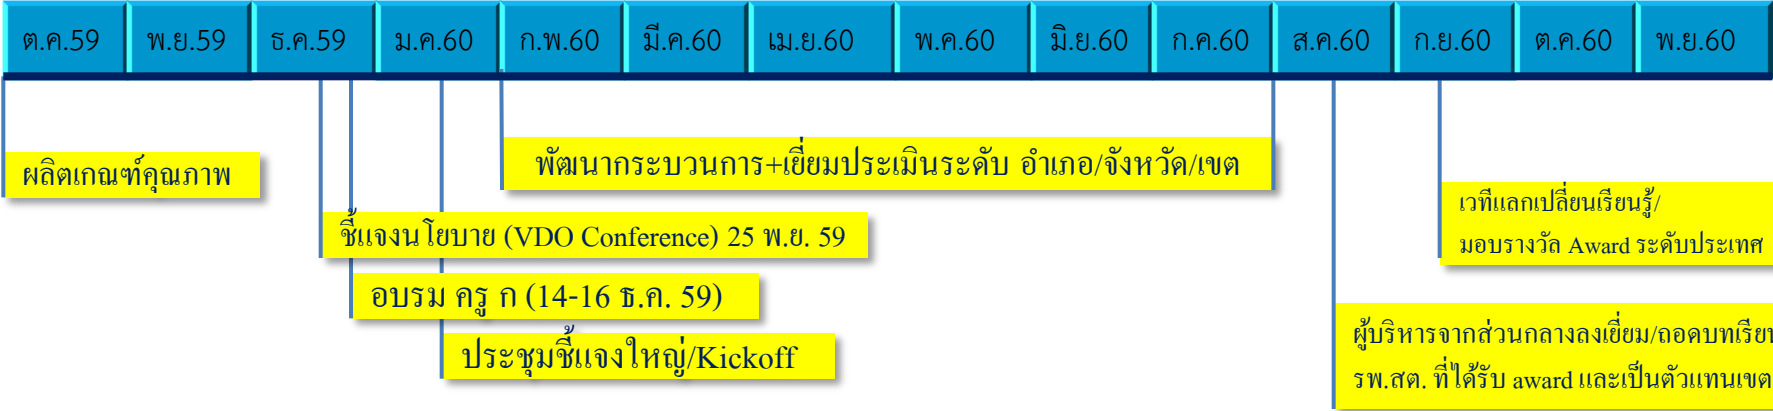 ต.ค.59 พ.ย.59 ธ.ค.59 ม.ค.60 ก.พ.60 มี.ค.60 เม.ย.60 พ.ค.60 มิ.ย.60 ก.ค.60 ส.ค.60 ก.ย.60 ต.ค.60 พ.ย.60
ผลิตเกณฑ์คุณภาพ
พัฒนากระบวนการ+เยี่ยมประเมินระดับ อำเภอ/จังหวัด/เขต
ชี้แจงนโยบาย (VDO Conference) 25 พ.ย. 59
อบรม ครู ก (14-16 ธ.ค. 59)
ประชุมชี้แจงใหญ่/Kickoff
เวทีแลกเปลี่ยนเรียนรู้/
มอบรางวัล Award ระดับประเทศ
ผู้บริหารจากส่วนกลางลงเยี่ยม/ถอดบทเรียน
รพ.สต. ที่ได้รับ award และเป็นตัวแทนเขต